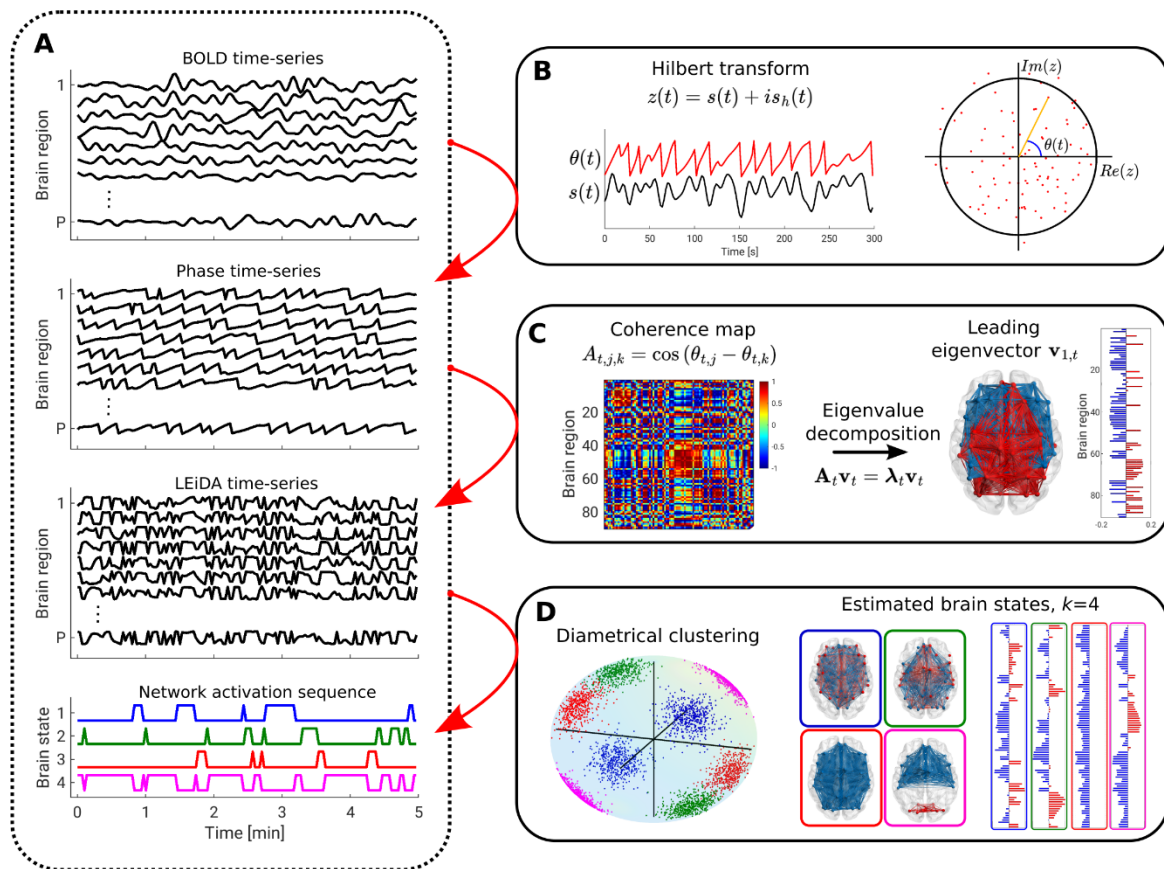 A
BOLD time-series
Brain region
1
⋮
P
Phase time-series
Brain region
1
⋮
P
LEiDA time-series
Brain region
1
⋮
P
Network activation sequence
Brain state
1
2
3
4
0 1 2 3 4 5
Time [min]
B
Hilbert transform
z(t) = s(t) + is_h(t)
θ(t)
s(t)
0 50 100 150 200 250 300
Time [s]
Im(z)
θ(t)
Re(z)
C
Coherence map
A_{t,j,k} = cos (θ_{t,j} − θ_{t,k})
Brain region
20
40
60
80
1
0.5
0
-0.5
-1
Eigenvalue
decomposition
A_t v_t = λ_t v_t
Leading
eigenvector v_{1,t}
Brain region
20
40
60
80
-0.2 0.2
D
Diametrical clustering
Estimated brain states, k=4